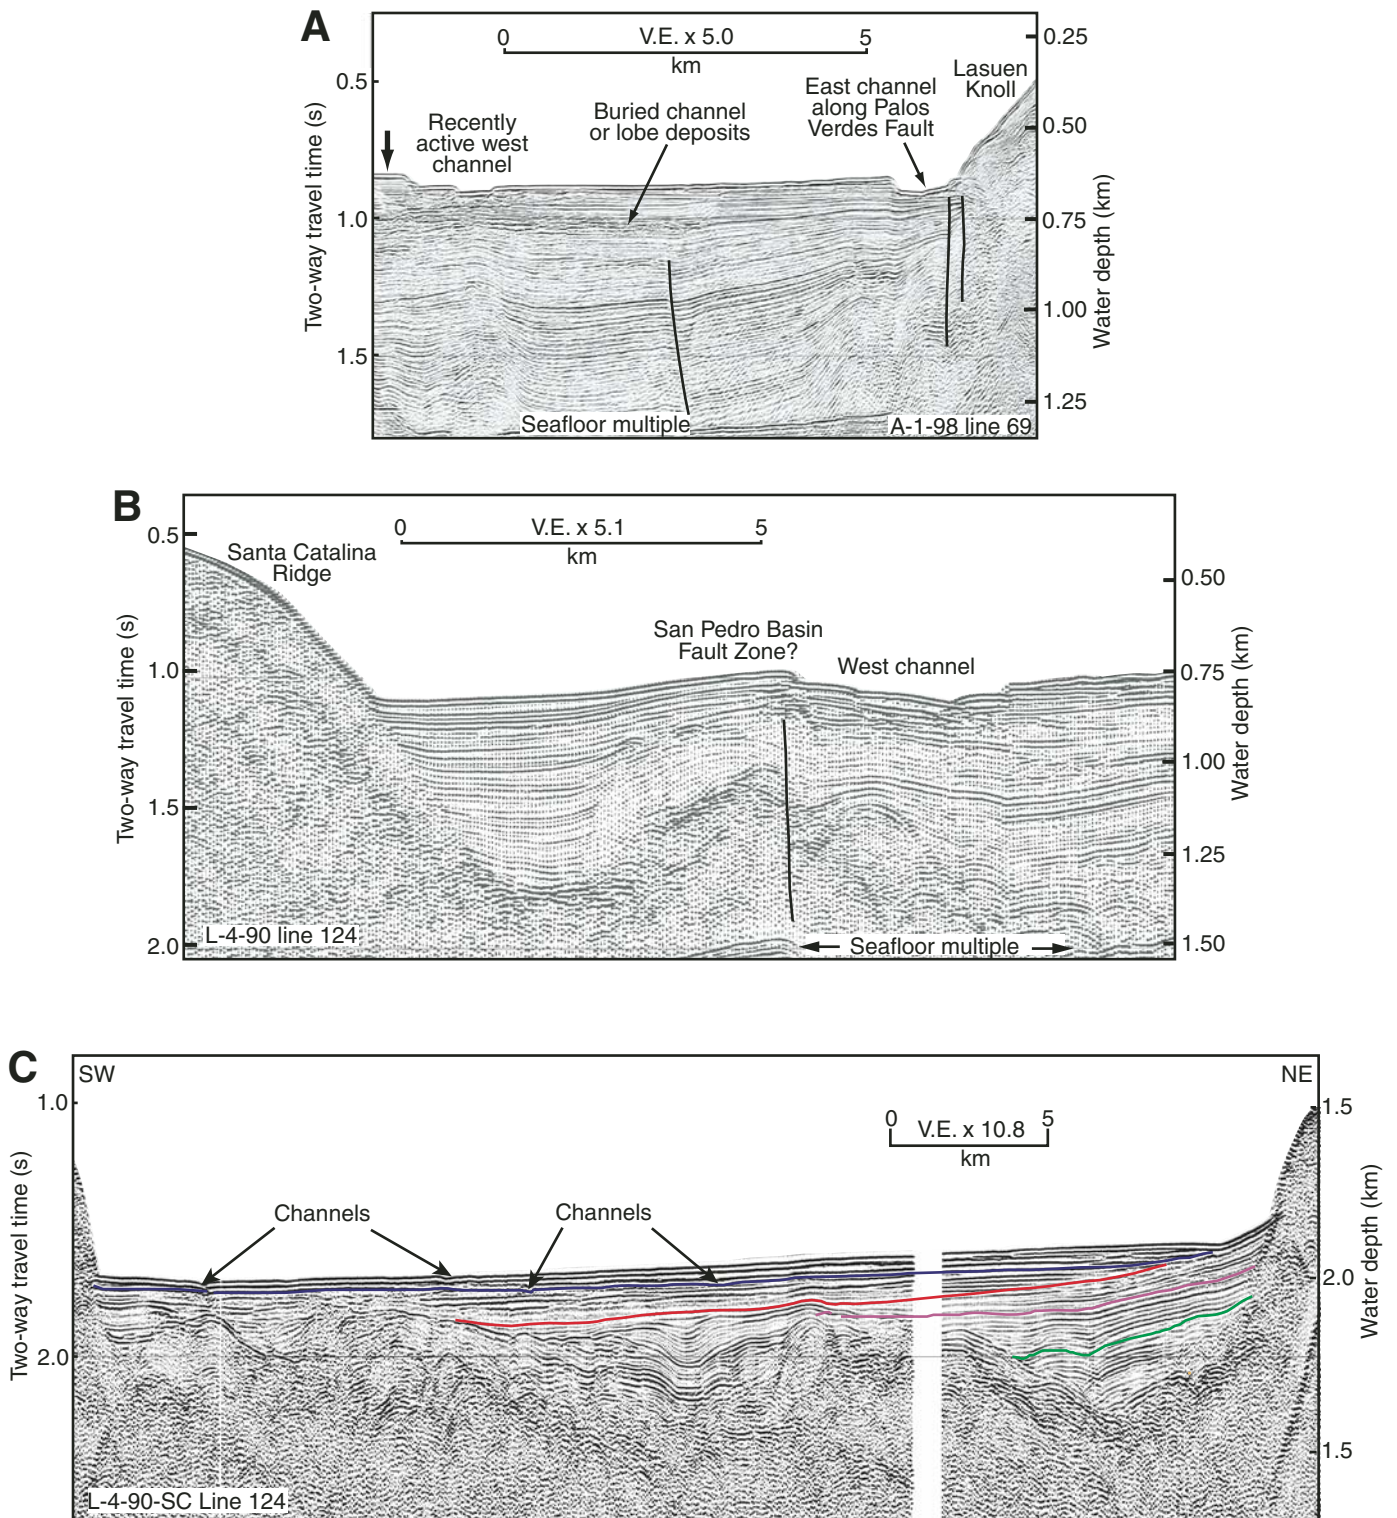 A
0
V.E. x 5.0
5
km
0.25
0.5
0.50
1.0
0.75
1.00
1.5
1.25
Two-way travel time (s)
Water depth (km)
Recently
active west
channel
Buried channel
or lobe deposits
East channel
along Palos
Verdes Fault
Lasuen
Knoll
Seafloor multiple
A-1-98 line 69
B
0
V.E. x 5.1
5
km
0.5
0.50
1.0
0.75
1.00
1.5
1.25
2.0
1.50
Two-way travel time (s)
Water depth (km)
Santa Catalina
Ridge
San Pedro Basin
Fault Zone?
West channel
L-4-90 line 124
Seafloor multiple
C
SW
NE
1.0
1.5
0
V.E. x 10.8
5
km
Two-way travel time (s)
Water depth (km)
Channels
Channels
2.0
2.0
1.5
L-4-90-SC Line 124